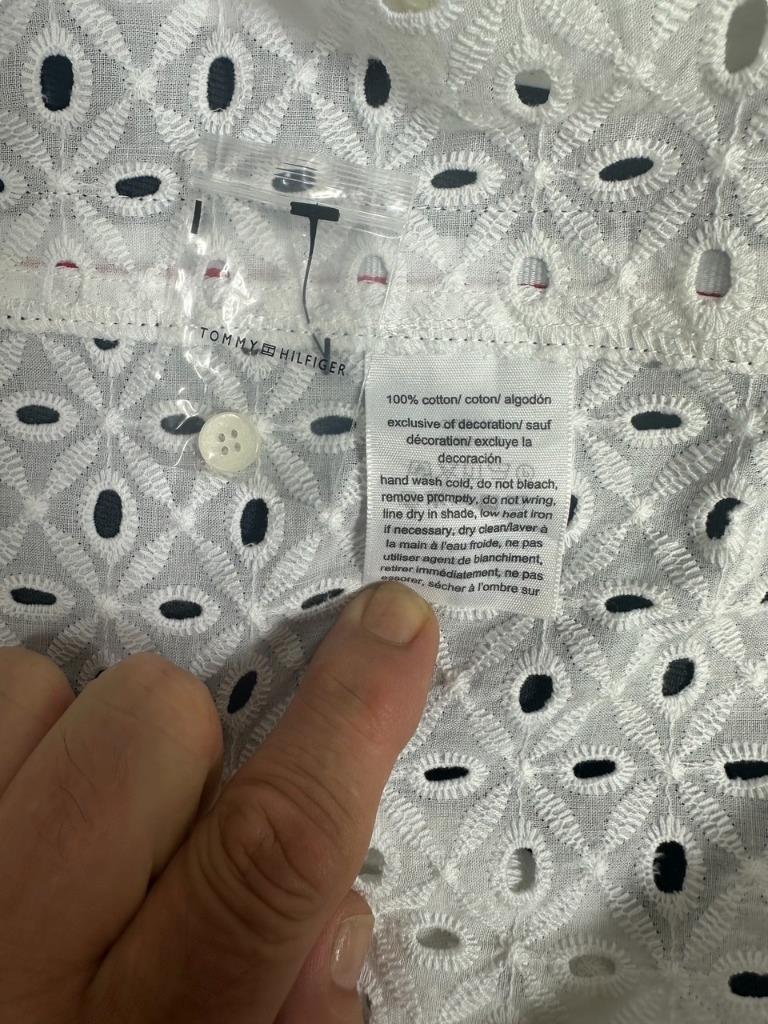 TOMMY HILFIGER
100% cotton/ coton/ algodón
exclusive of decoration/ sauf
décoration/ excluye la
decoración
hand wash cold, do not bleach,
remove promptly, do not wring,
line dry in shade, low heat iron
if necessary, dry clean/laver à
la main à l'eau froide, ne pas
utiliser agent de blanchiment,
retirer immédiatement, ne pas
essorer, sécher à l'ombre sur